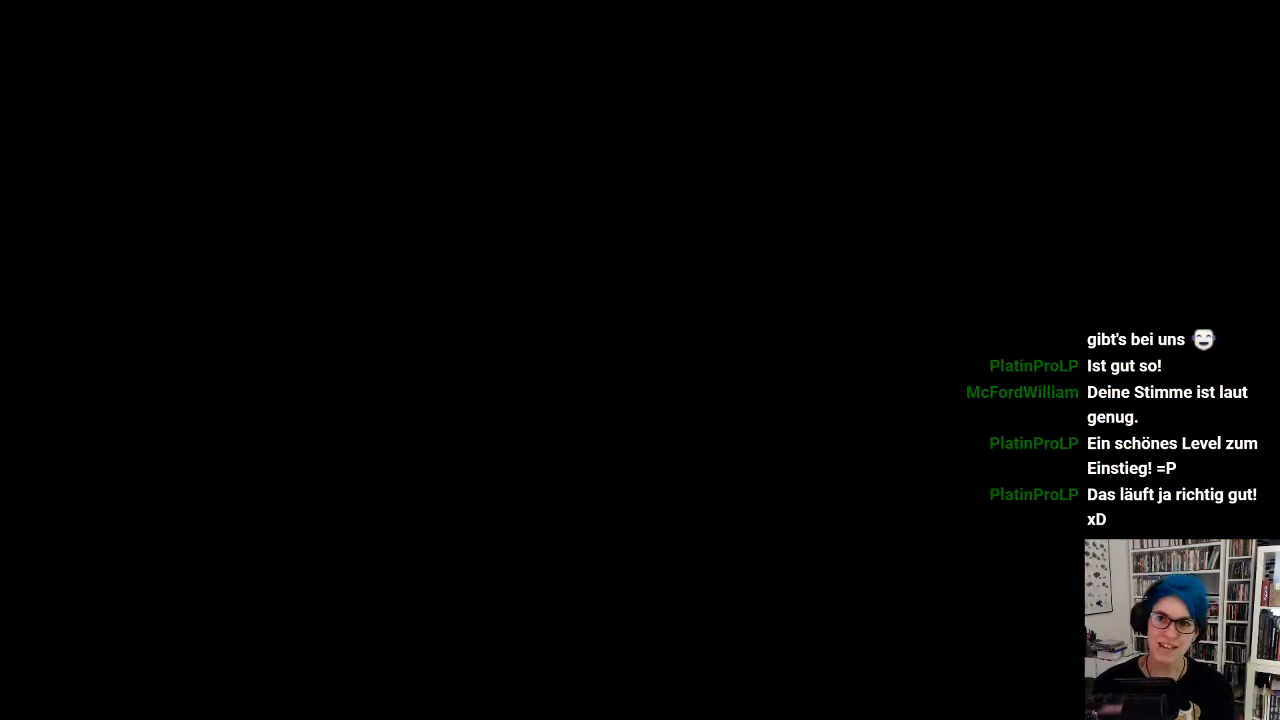 gibt's bei uns
PlatinProLP Ist gut so!
McFordWilliam Deine Stimme ist laut
genug.
PlatinProLP Ein schönes Level zum
Einstieg! =P
PlatinProLP Das läuft ja richtig gut!
xD